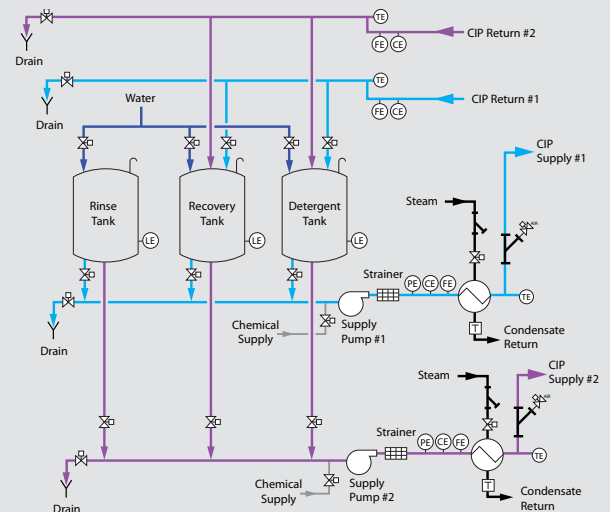 TE
CIP Return #2
FE CE
Drain
TE
Water
CIP Return #1
FE CE
Drain
CIP
Supply #1
Steam
AIR
Rinse
Tank
Recovery
Tank
Detergent
Tank
LE
LE
LE
Strainer
PE CE FE
TE
Chemical
Supply
Supply
Pump #1
T
Condensate
Return
Drain
CIP
Supply #2
Steam
AIR
Strainer
PE CE FE
TE
Chemical
Supply
Supply
Pump #2
T
Condensate
Return
Drain